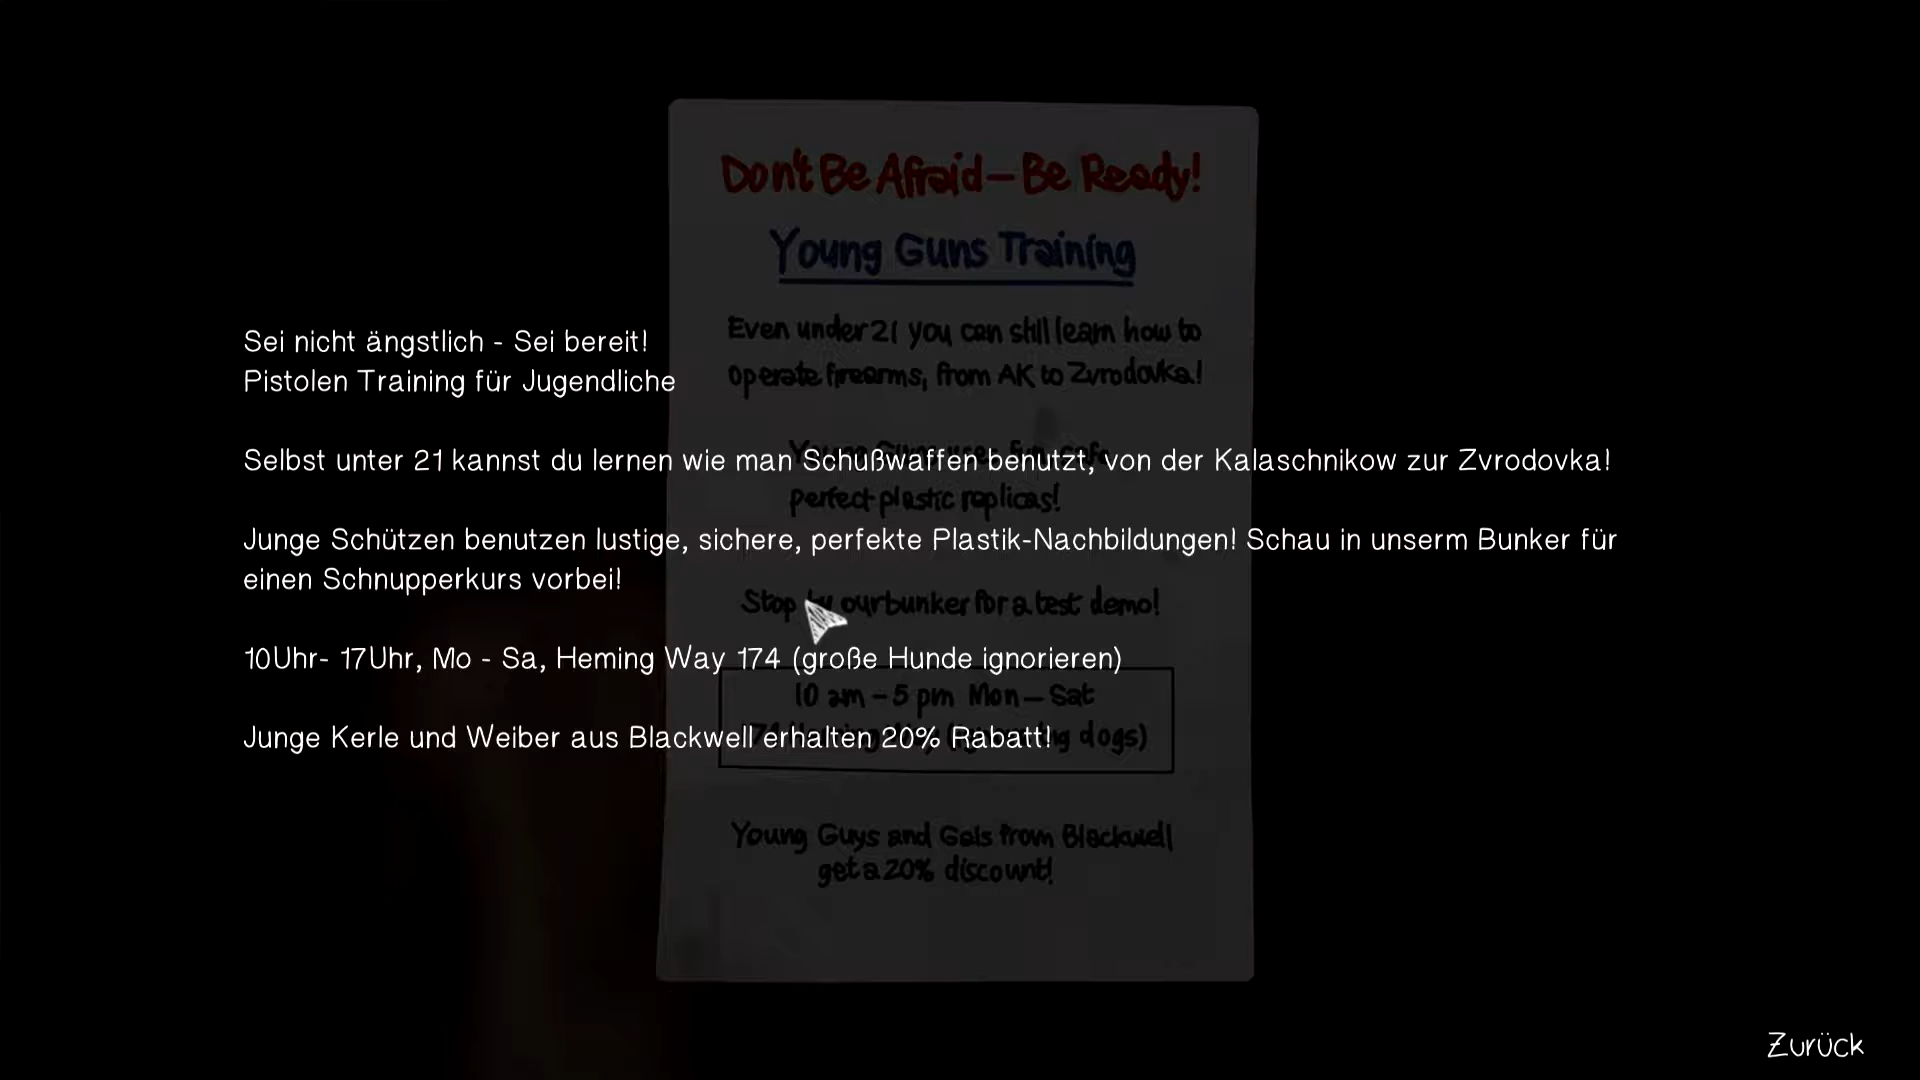 Don't Be Afraid – Be Ready!
Young Guns Training
Even under 21 you can still learn how to
operate firearms, from AK to Zvrodovka!
perfect plastic replicas!
Stop by our bunker for a test demo!
10 am – 5 pm Mon – Sat
dogs)
Young Guys and Gals from Blackwell
get a 20% discount!
Sei nicht ängstlich - Sei bereit!
Pistolen Training für Jugendliche
Selbst unter 21 kannst du lernen wie man Schußwaffen benutzt, von der Kalaschnikow zur Zvrodovka!
Junge Schützen benutzen lustige, sichere, perfekte Plastik-Nachbildungen! Schau in unserm Bunker für
einen Schnupperkurs vorbei!
10Uhr- 17Uhr, Mo - Sa, Heming Way 174 (große Hunde ignorieren)
Junge Kerle und Weiber aus Blackwell erhalten 20% Rabatt!
Zurück